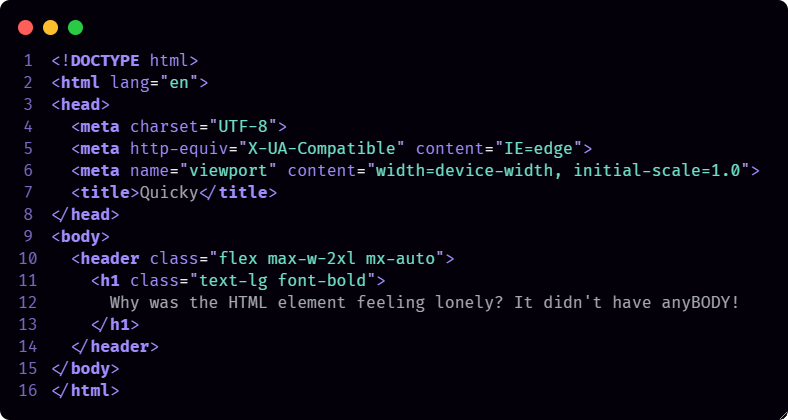 1 <!DOCTYPE html>
2 <html lang="en">
3 <head>
4   <meta charset="UTF-8">
5   <meta http-equiv="X-UA-Compatible" content="IE=edge">
6   <meta name="viewport" content="width=device-width, initial-scale=1.0">
7   <title>Quicky</title>
8 </head>
9 <body>
10   <header class="flex max-w-2xl mx-auto">
11     <h1 class="text-lg font-bold">
12       Why was the HTML element feeling lonely? It didn't have anyBODY!
13     </h1>
14   </header>
15 </body>
16 </html>